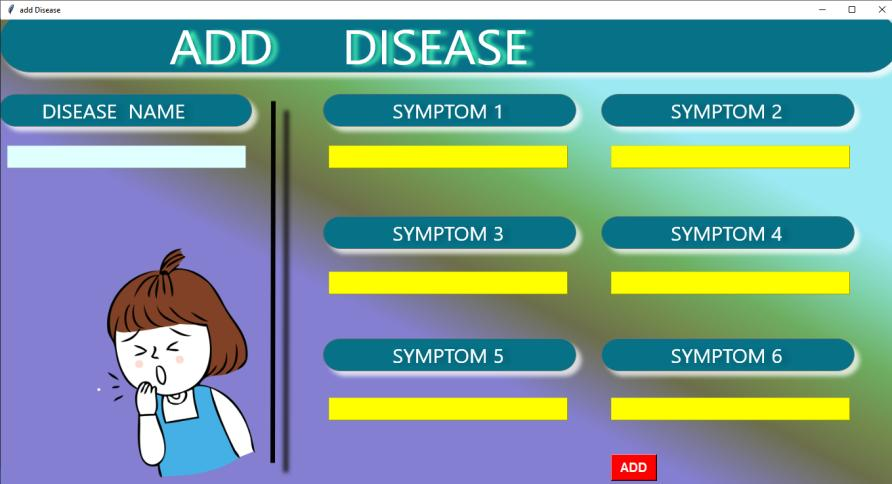 add Disease
ADD DISEASE
DISEASE NAME
SYMPTOM 1
SYMPTOM 2
SYMPTOM 3
SYMPTOM 4
SYMPTOM 5
SYMPTOM 6
ADD